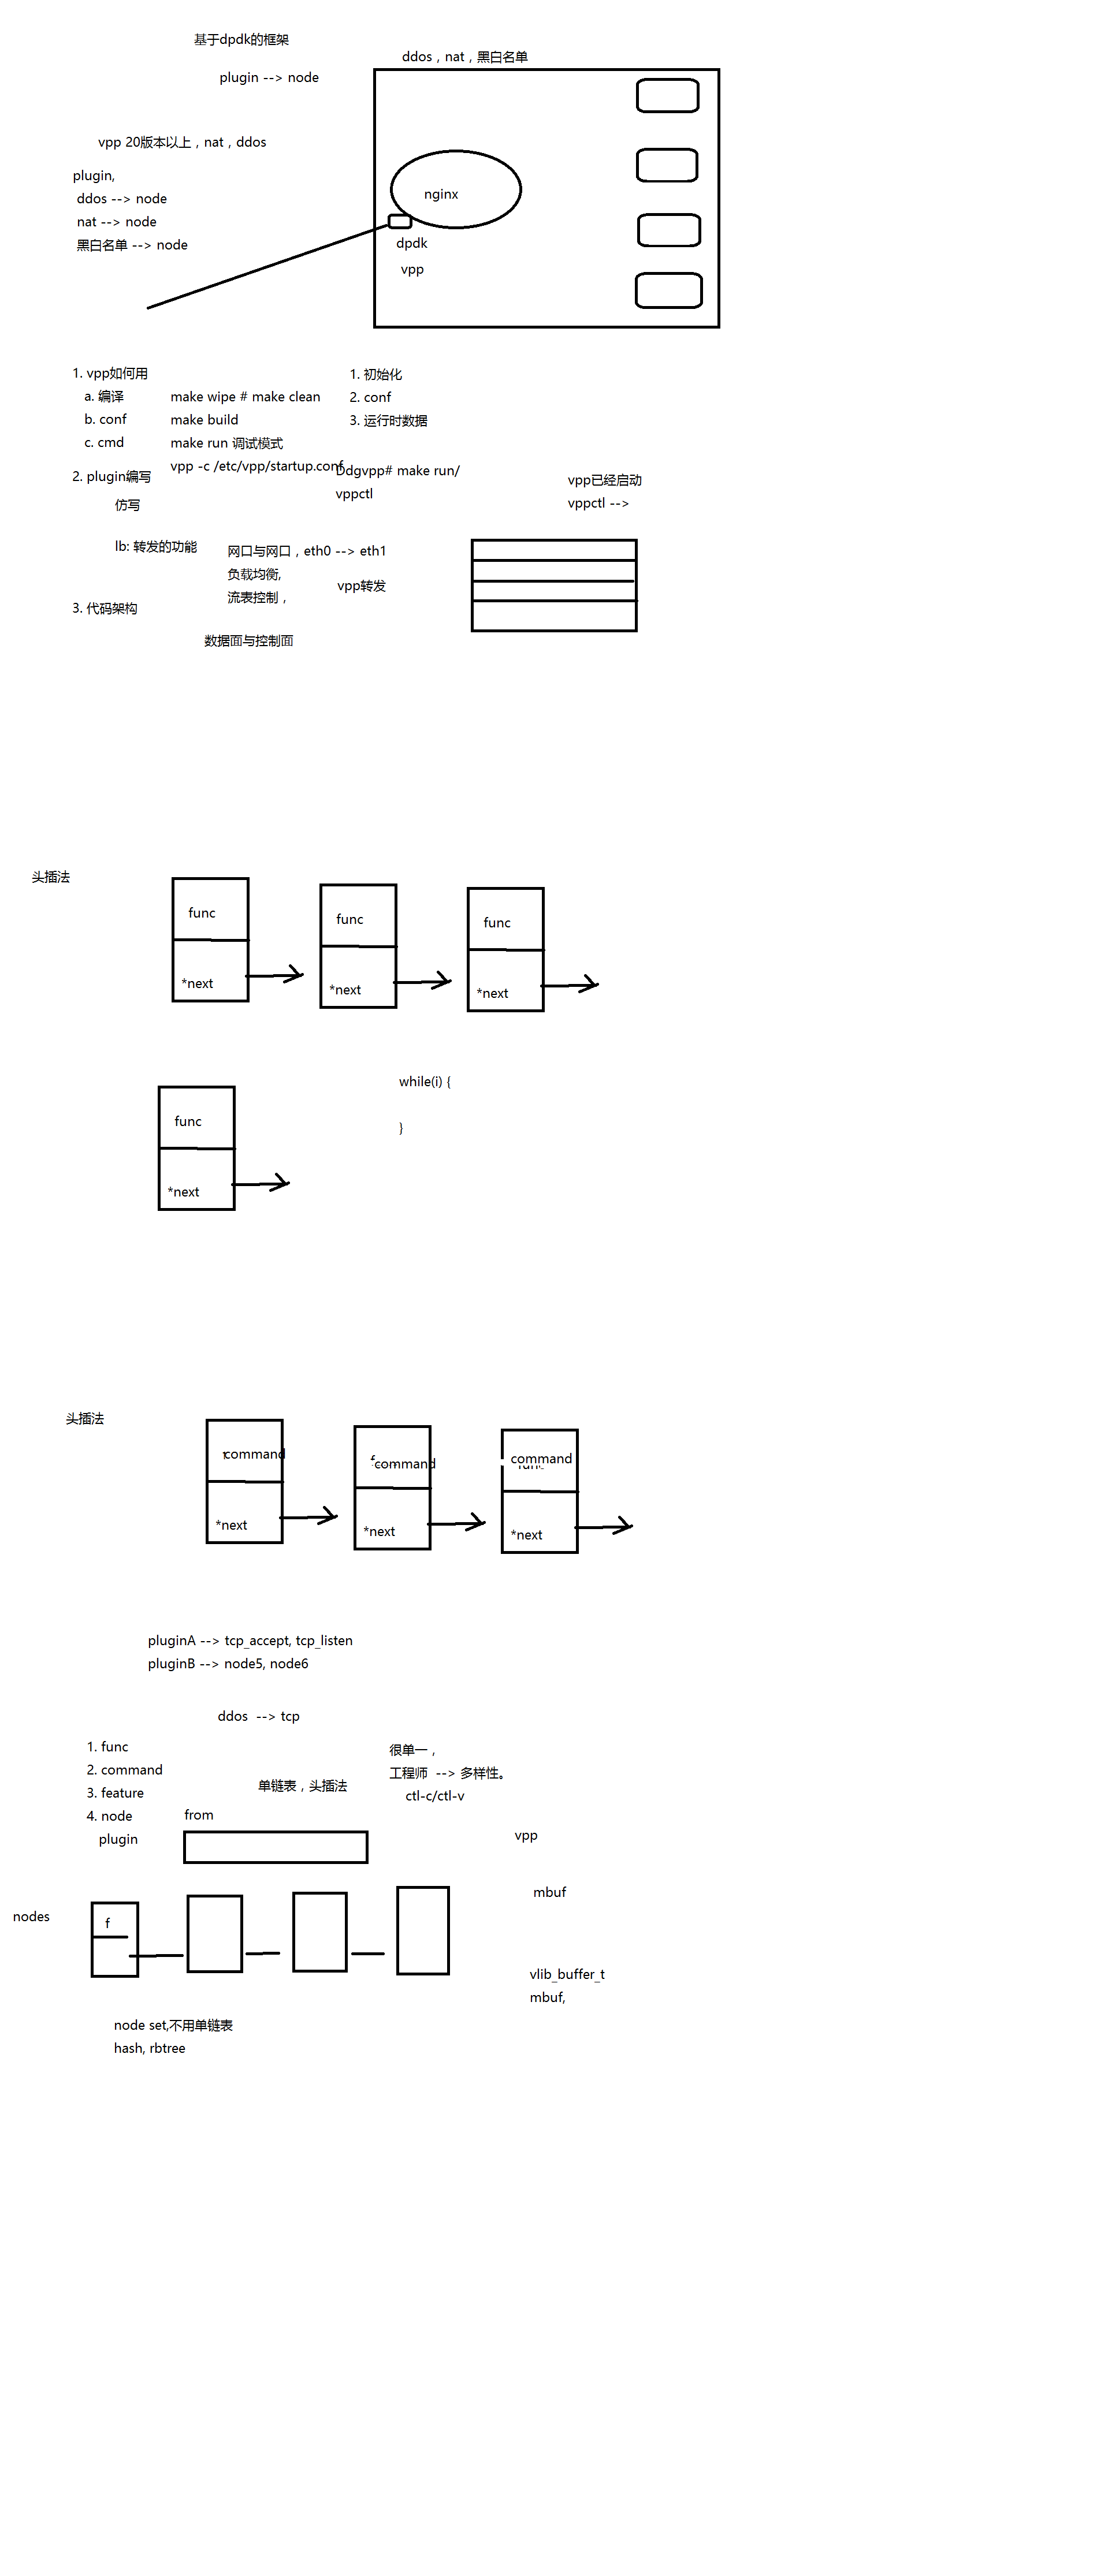 基于dpdk的框架
ddos，nat，黑白名单
plugin --> node
vpp 20版本以上，nat，ddos
plugin,
ddos --> node
nat --> node
黑白名单 --> node
nginx
dpdk
vpp
1. vpp如何用
a. 编译
b. conf
c. cmd
make wipe # make clean
make build
make run 调试模式
vpp -c /etc/vpp/startup.conf
1. 初始化
2. conf
3. 运行时数据
2. plugin编写
仿写
Ddgvpp# make run/
vppctl
vpp已经启动
vppctl -->
lb: 转发的功能
网口与网口，eth0 --> eth1
负载均衡,
流表控制，
vpp转发
3. 代码架构
数据面与控制面
头插法
func
*next
func
*next
func
*next
func
*next
while(i) {
}
头插法
command
*next
command
*next
command
*next
pluginA --> tcp_accept, tcp_listen
pluginB --> node5, node6
ddos --> tcp
1. func
2. command
3. feature
4. node
plugin
单链表，头插法
很单一，
工程师 --> 多样性。
ctl-c/ctl-v
from
vpp
mbuf
nodes
f
vlib_buffer_t
mbuf,
node set,不用单链表
hash, rbtree